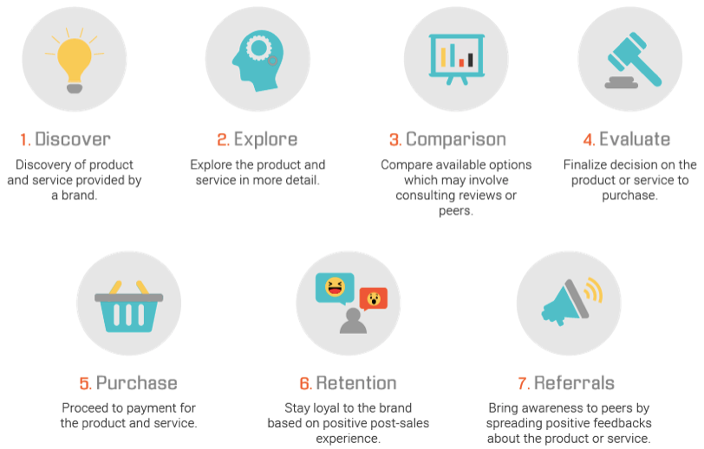 1. Discover
Discovery of product
and service provided by
a brand.
2. Explore
Explore the product and
service in more detail.
3. Comparison
Compare available options
which may involve
consulting reviews or
peers.
4. Evaluate
Finalize decision on the
product or service to
purchase.
5. Purchase
Proceed to payment for
the product and service.
6. Retention
Stay loyal to the brand
based on positive post-sales
experience.
7. Referrals
Bring awareness to peers by
spreading positive feedbacks
about the product or service.